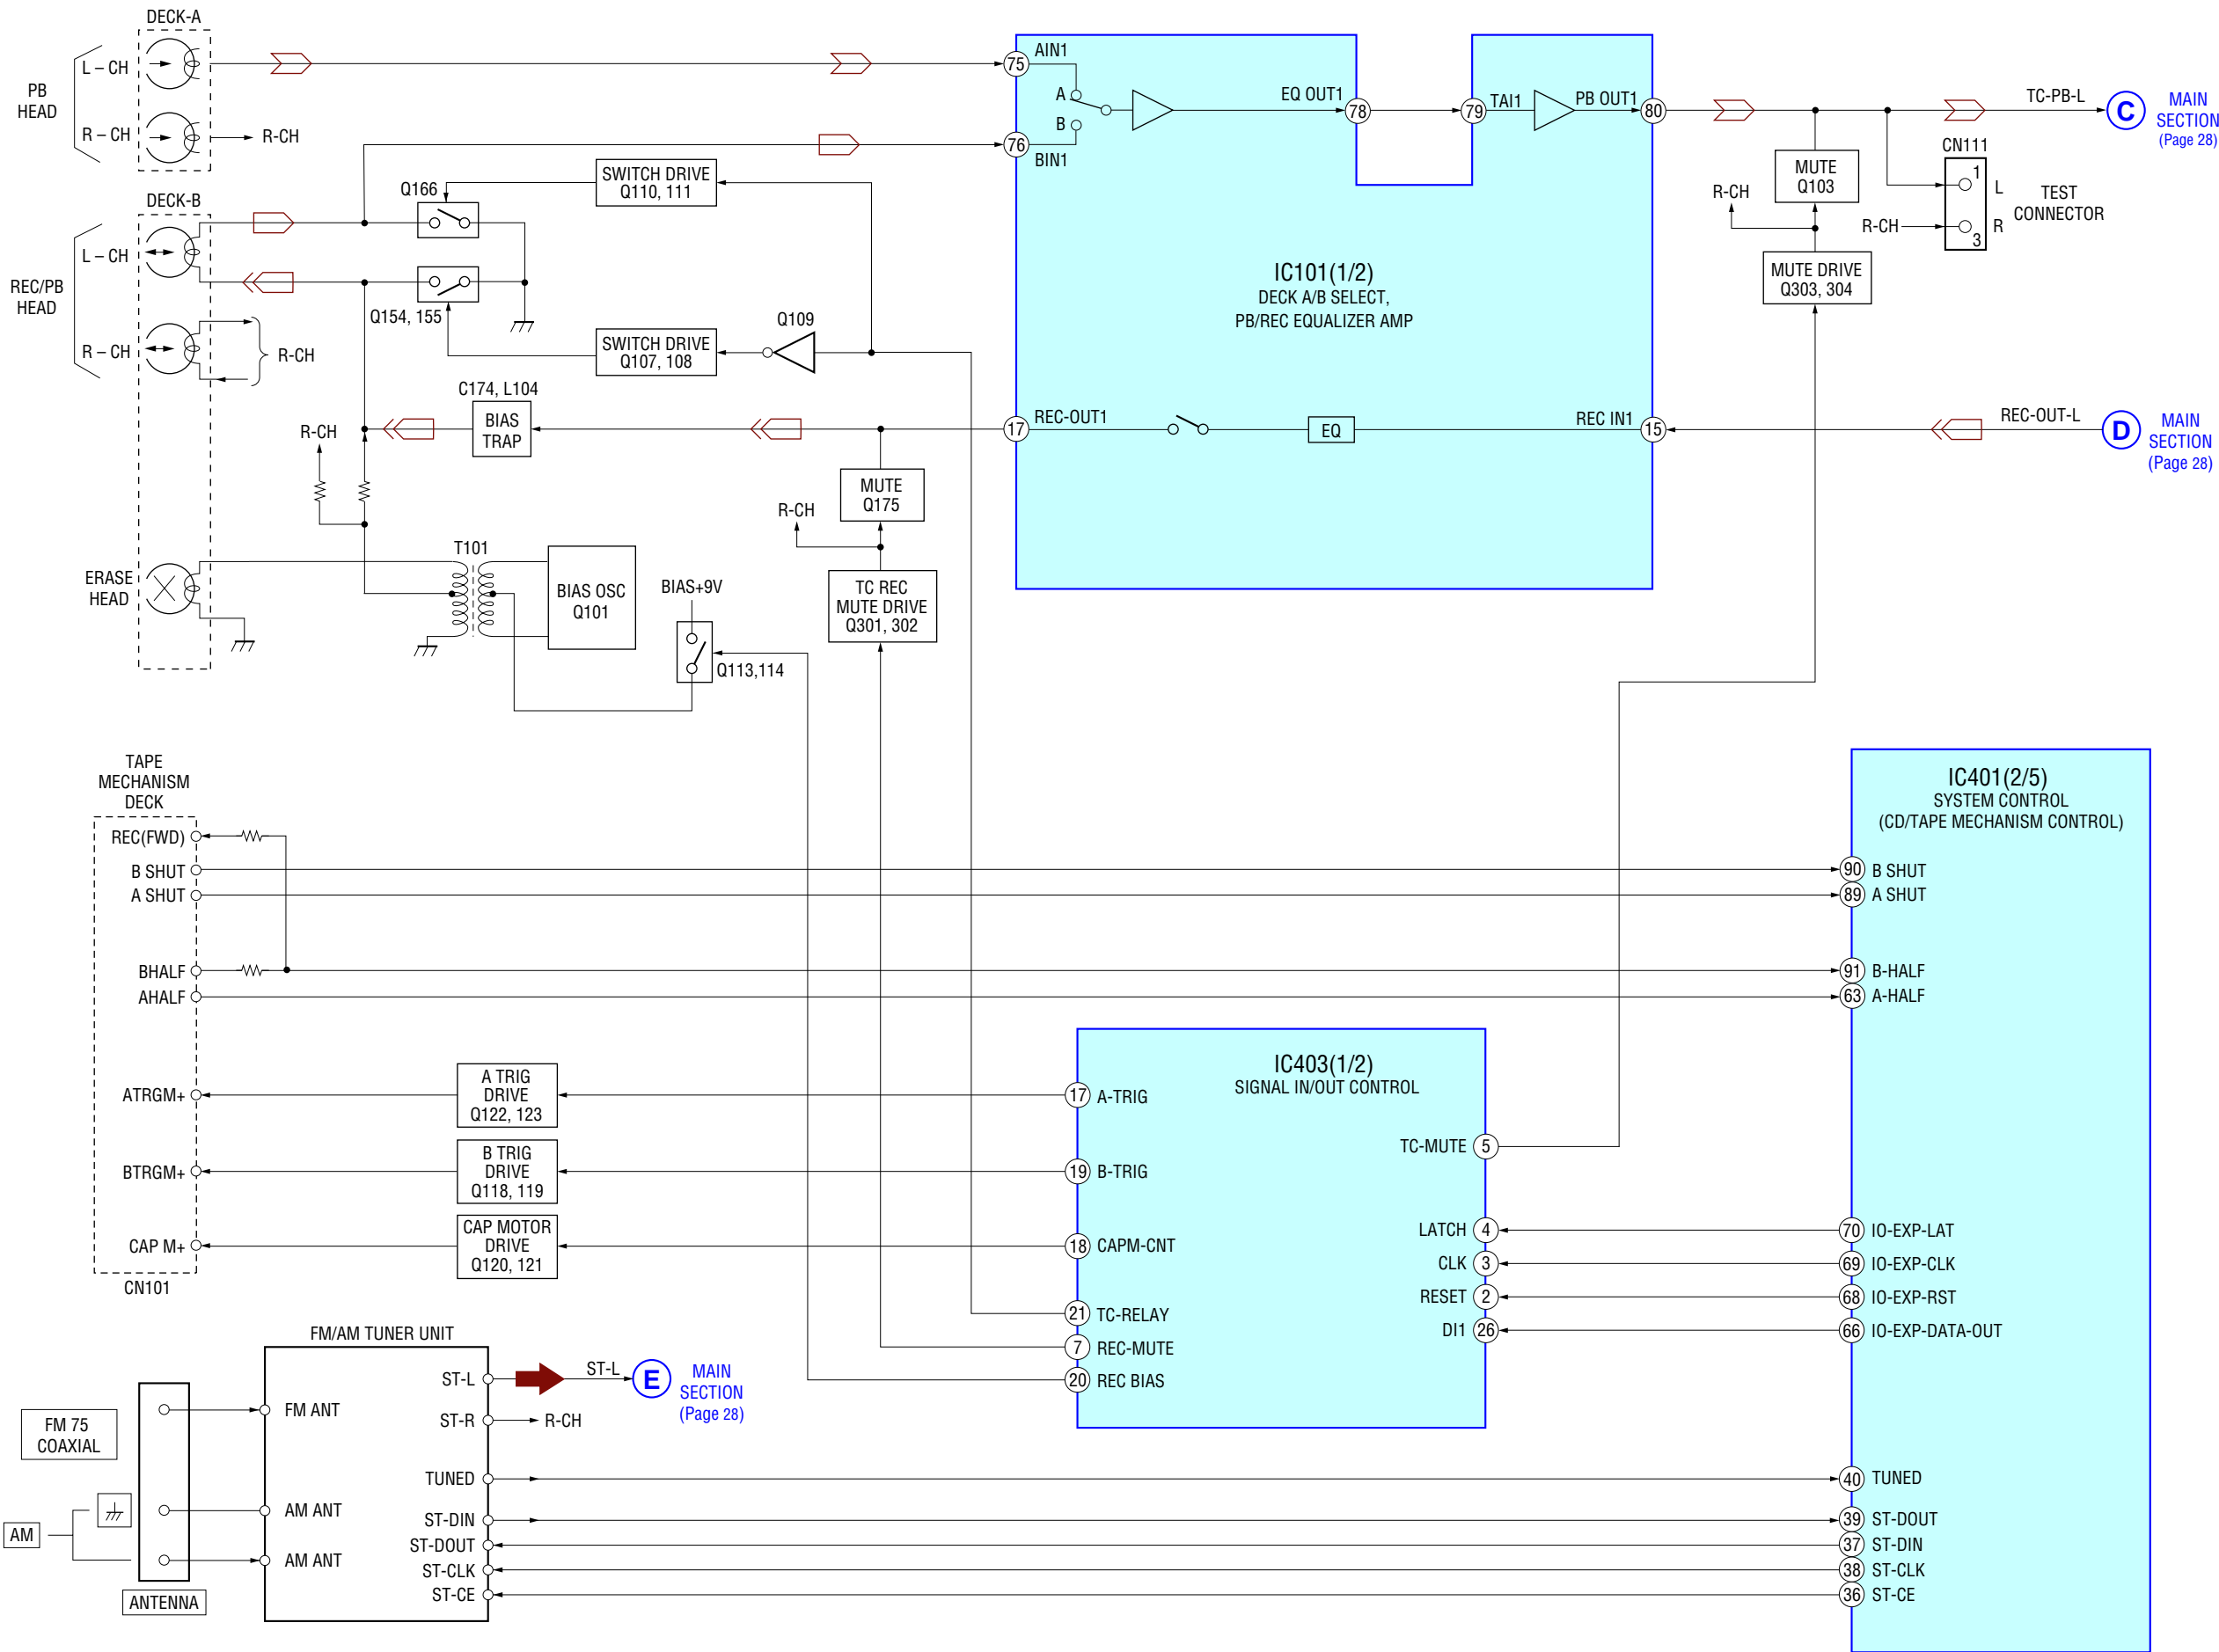 DECK-A
PB
HEAD
L – CH
R – CH
R-CH
DECK-B
REC/PB
HEAD
L – CH
R – CH
R-CH
ERASE
HEAD
Q166
SWITCH DRIVE
Q110, 111
Q154, 155
SWITCH DRIVE
Q107, 108
Q109
C174, L104
BIAS
TRAP
R-CH
T101
BIAS OSC
Q101
BIAS+9V
Q113,114
MUTE
Q175
R-CH
TC REC
MUTE DRIVE
Q301, 302
75
AIN1
A
B
76
BIN1
EQ OUT1
78
79
TAI1
PB OUT1
80
IC101(1/2)
DECK A/B SELECT,
PB/REC EQUALIZER AMP
17
REC-OUT1
EQ
REC IN1
15
TC-PB-L
C
MAIN
SECTION
(Page 28)
MUTE
Q103
R-CH
MUTE DRIVE
Q303, 304
CN111
1
L
R-CH
R
3
TEST
CONNECTOR
REC-OUT-L
D
MAIN
SECTION
(Page 28)
TAPE
MECHANISM
DECK
REC(FWD)
B SHUT
A SHUT
BHALF
AHALF
ATRGM+
BTRGM+
CAP M+
CN101
A TRIG
DRIVE
Q122, 123
B TRIG
DRIVE
Q118, 119
CAP MOTOR
DRIVE
Q120, 121
IC403(1/2)
SIGNAL IN/OUT CONTROL
17 A-TRIG
19 B-TRIG
18 CAPM-CNT
21 TC-RELAY
7 REC-MUTE
20 REC BIAS
TC-MUTE 5
LATCH 4
CLK 3
RESET 2
DI1 26
IC401(2/5)
SYSTEM CONTROL
(CD/TAPE MECHANISM CONTROL)
90 B SHUT
89 A SHUT
91 B-HALF
63 A-HALF
70 IO-EXP-LAT
69 IO-EXP-CLK
68 IO-EXP-RST
66 IO-EXP-DATA-OUT
40 TUNED
39 ST-DOUT
37 ST-DIN
38 ST-CLK
36 ST-CE
FM/AM TUNER UNIT
FM ANT
AM ANT
AM ANT
ST-L
ST-R
TUNED
ST-DIN
ST-DOUT
ST-CLK
ST-CE
ST-L
E
MAIN
SECTION
(Page 28)
R-CH
FM 75
COAXIAL
AM
ANTENNA